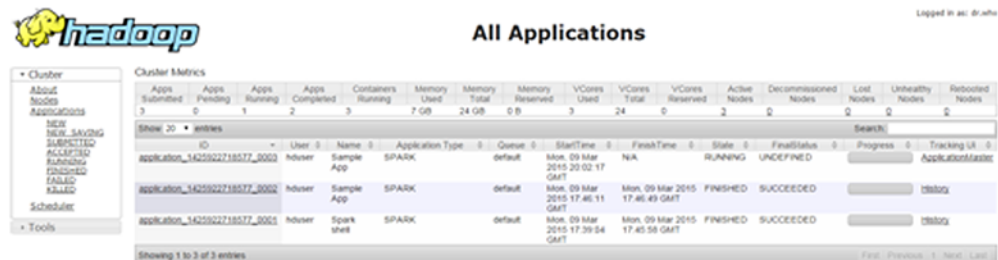 hadoop
All Applications
Logged in as: dr.who
Cluster
About
Nodes
Applications
NEW
NEW_SAVING
SUBMITTED
ACCEPTED
RUNNING
FINISHED
FAILED
KILLED
Scheduler
Tools
Cluster Metrics
Apps Submitted Apps Pending Apps Running Apps Completed Containers Running Memory Used Memory Total Memory Reserved VCores Used VCores Total VCores Reserved Active Nodes Decommissioned Nodes Lost Nodes Unhealthy Nodes Rebooted Nodes
3 0 1 2 3 7 GB 24 GB 0 B 3 24 0 3 0 0 0 0
Show 20 entries Search:
ID User Name Application Type Queue StartTime FinishTime State FinalStatus Progress Tracking UI
application_1425922718577_0003 hduser Sample App SPARK default Mon, 09 Mar 2015 20:02:17 GMT N/A RUNNING UNDEFINED ApplicationMaster
application_1425922718577_0002 hduser Sample App SPARK default Mon, 09 Mar 2015 17:46:11 GMT Mon, 09 Mar 2015 17:46:49 GMT FINISHED SUCCEEDED History
application_1425922718577_0001 hduser Spark shell SPARK default Mon, 09 Mar 2015 17:39:54 GMT Mon, 09 Mar 2015 17:45:58 GMT FINISHED SUCCEEDED History
Showing 1 to 3 of 3 entries First Previous 1 Next Last